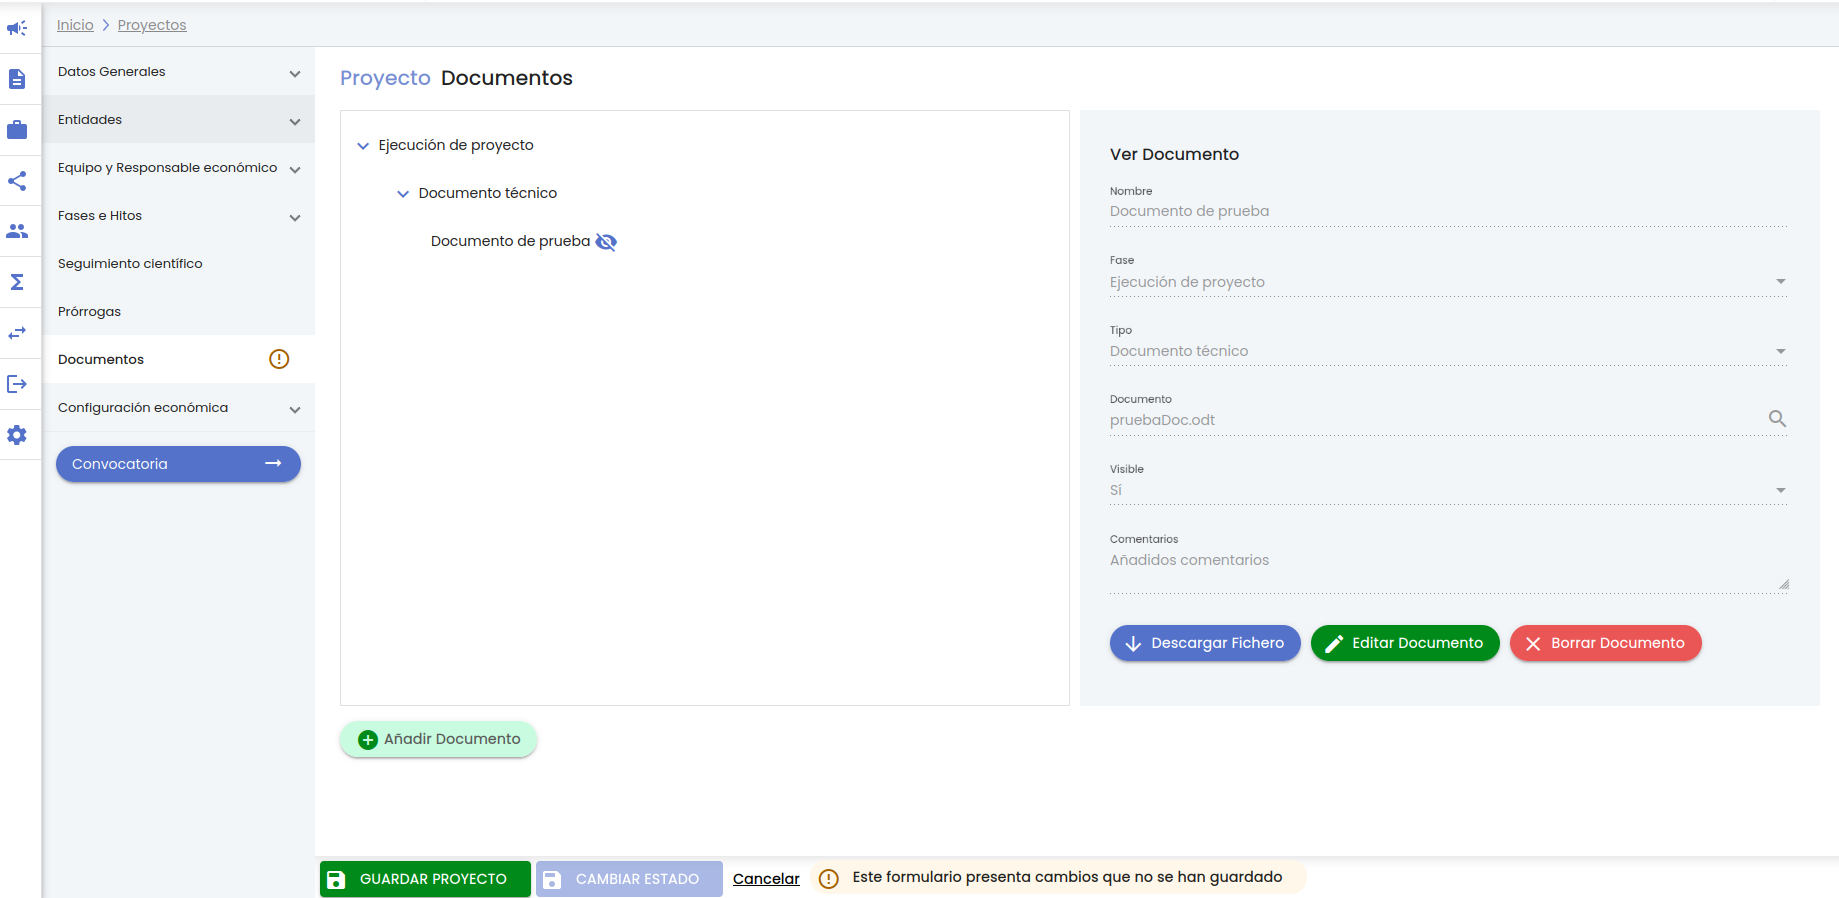 Inicio Proyectos
Datos Generales
Entidades
Equipo y Responsable económico
Fases e Hitos
Seguimiento científico
Prórrogas
Documentos
Configuración económica
Convocatoria
Proyecto Documentos
Ejecución de proyecto
Documento técnico
Documento de prueba
Ver Documento
Nombre
Documento de prueba
Fase
Ejecución de proyecto
Tipo
Documento técnico
Documento
pruebaDoc.odt
Visible
Sí
Comentarios
Añadidos comentarios
Descargar Fichero Editar Documento Borrar Documento
Añadir Documento
GUARDAR PROYECTO CAMBIAR ESTADO Cancelar Este formulario presenta cambios que no se han guardado